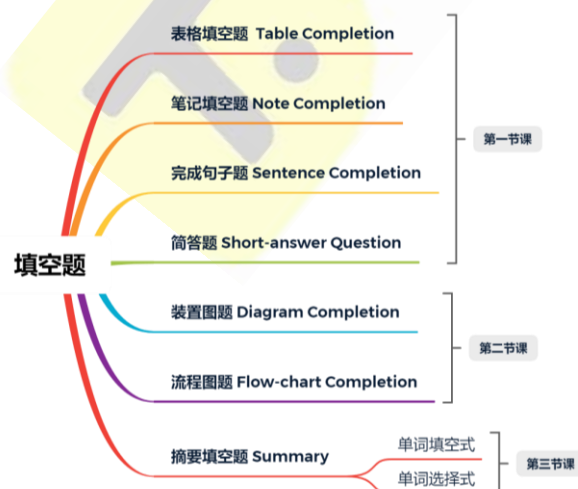 表格填空题 Table Completion
笔记填空题 Note Completion
完成句子题 Sentence Completion
简答题 Short-answer Question
第一节课
填空题
装置图题 Diagram Completion
流程图题 Flow-chart Completion
第二节课
摘要填空题 Summary
单词填空式
单词选择式
第三节课